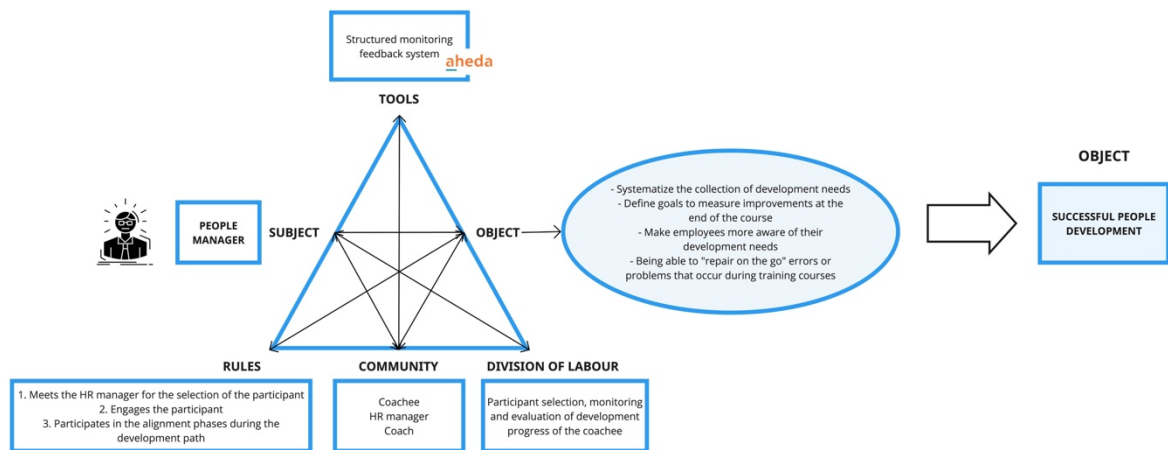 Structured monitoring
feedback system
aheda
TOOLS
PEOPLE
MANAGER
SUBJECT
OBJECT
- Systematize the collection of development needs
- Define goals to measure improvements at the
end of the course
- Make employees more aware of their
development needs
- Being able to "repair on the go" errors or
problems that occur during training courses
OBJECT
SUCCESSFUL PEOPLE
DEVELOPMENT
RULES
1. Meets the HR manager for the selection of the participant
2. Engages the participant
3. Participates in the alignment phases during the
development path
COMMUNITY
Coachee
HR manager
Coach
DIVISION OF LABOUR
Participant selection, monitoring
and evaluation of development
progress of the coachee